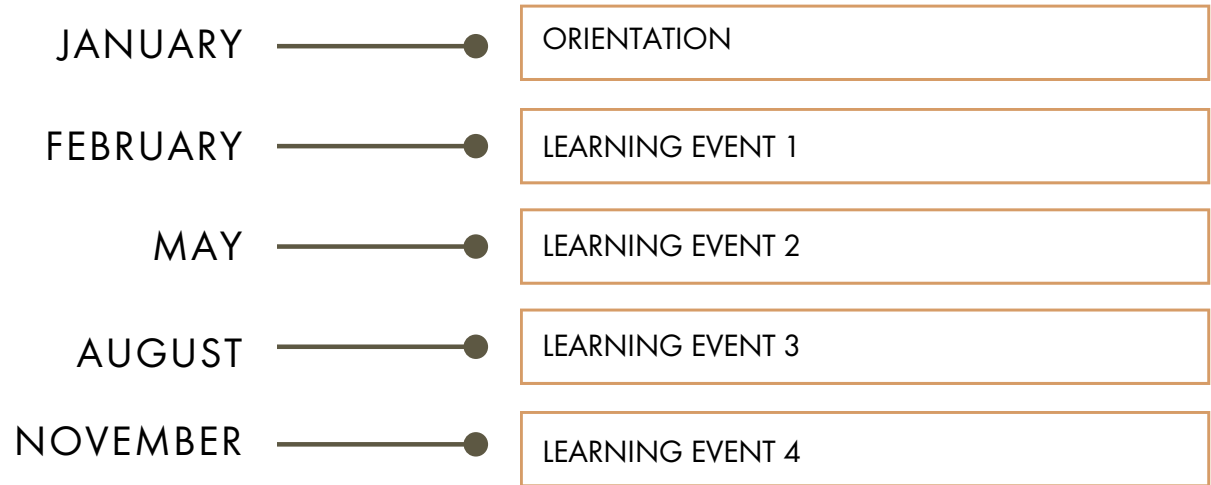 JANUARY
ORIENTATION
FEBRUARY
LEARNING EVENT 1
MAY
LEARNING EVENT 2
AUGUST
LEARNING EVENT 3
NOVEMBER
LEARNING EVENT 4